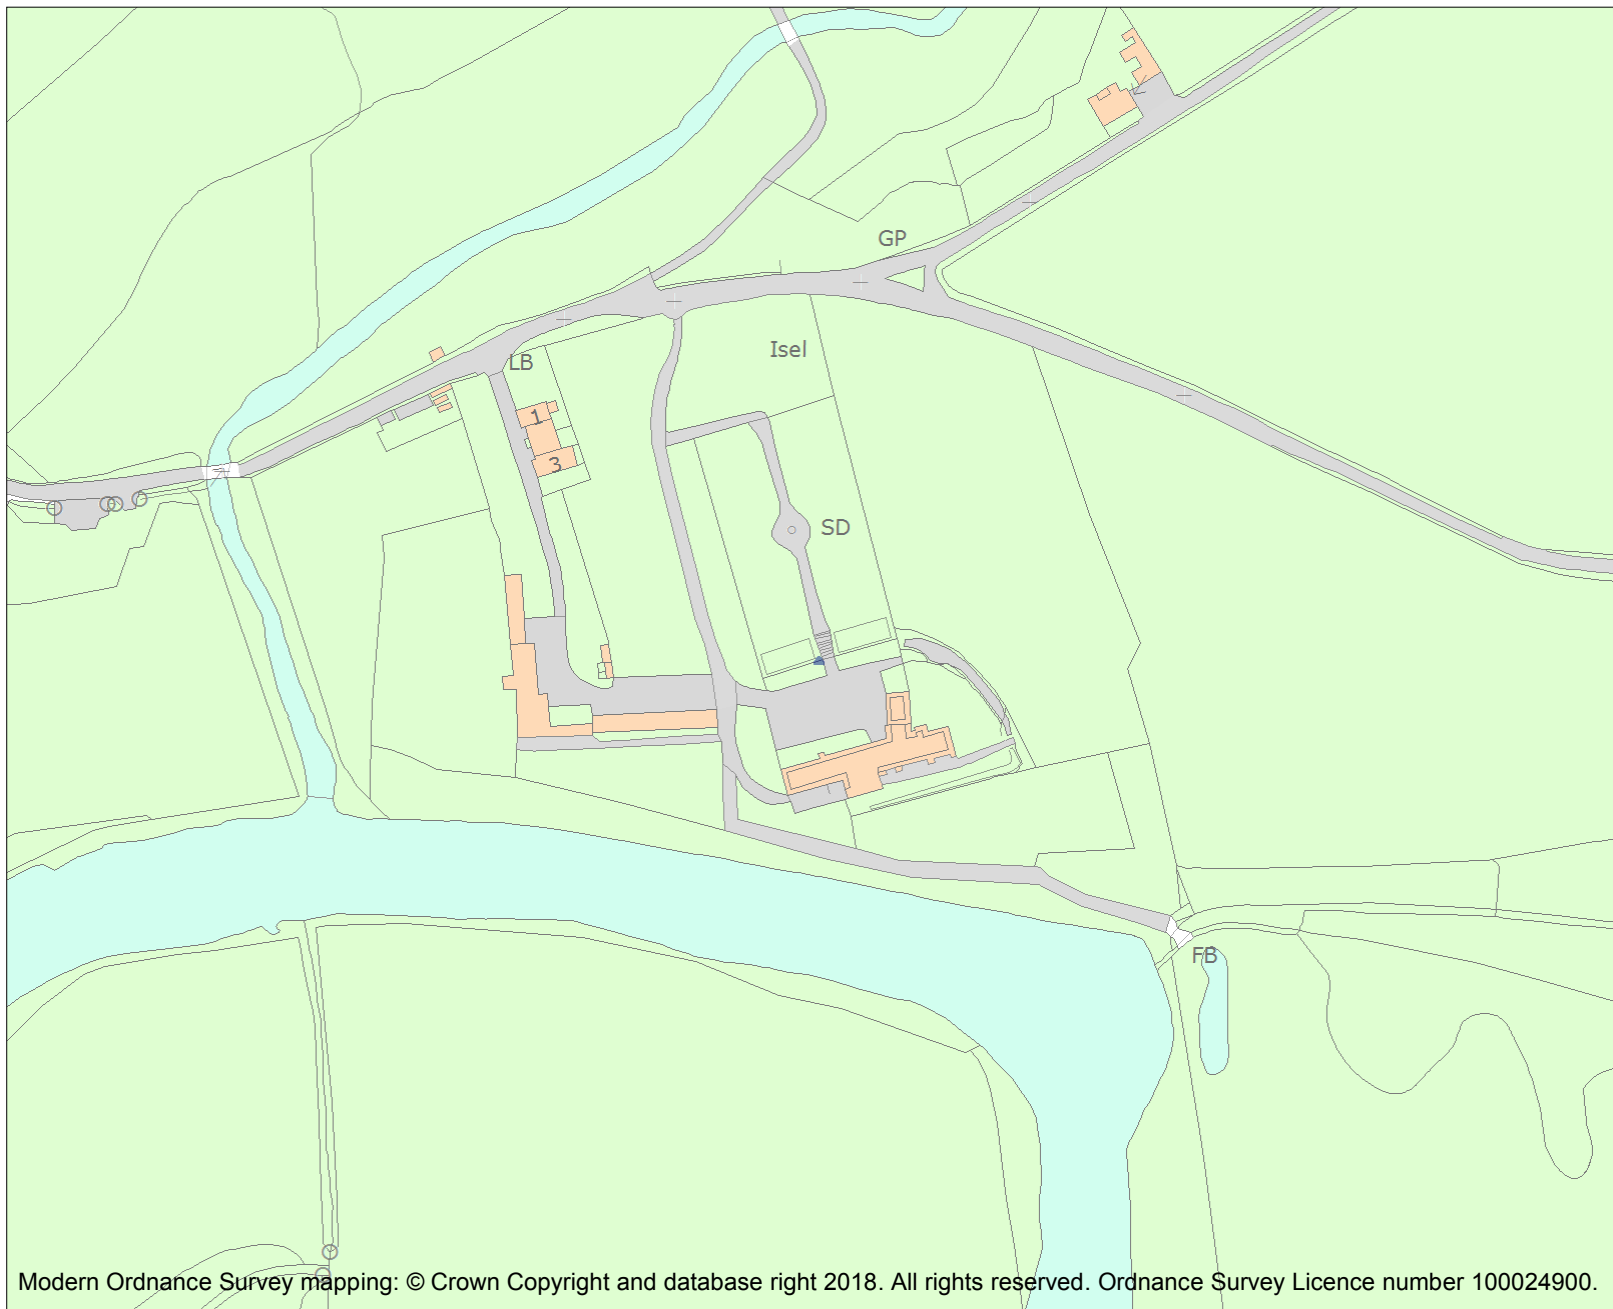 GP
Isel
LB
1
3
SD
FB
Modern Ordnance Survey mapping: © Crown Copyright and database right 2018. All rights reserved. Ordnance Survey Licence number 100024900.